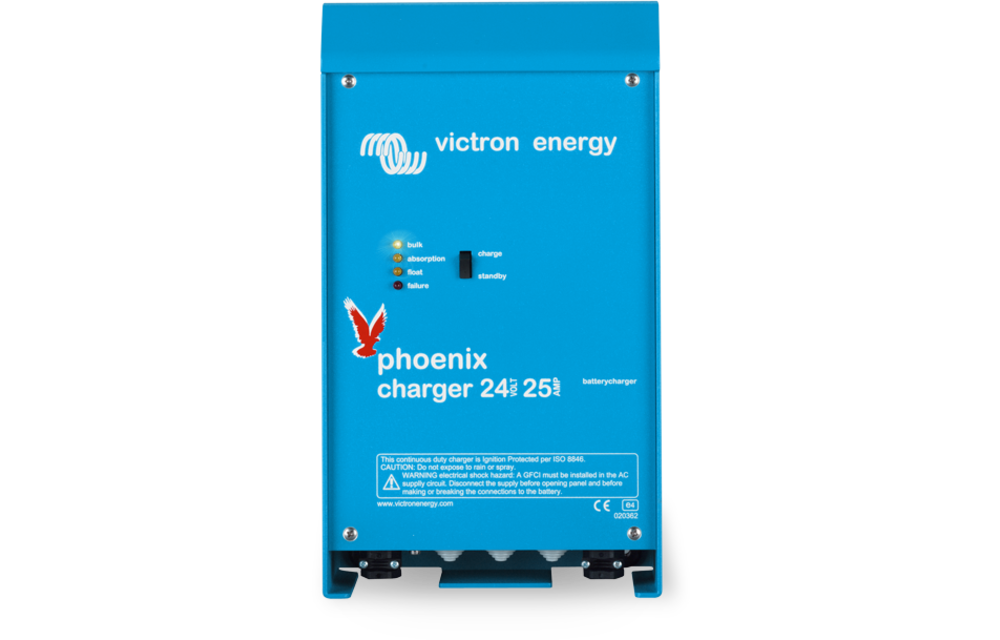 victron energy
bulk
absorption
float
failure
charge
standby
phoenix
charger 24 VOLT 25 AMP
batterycharger
This continuous duty charger is Ignition Protected per ISO 8846.
CAUTION: Do not expose to rain or spray.
WARNING electrical shock hazard: A GFCI must be installed in the AC
supplly circuit. Disconnect the supply before opening panel and before
making or breaking the connections to the battery.
www.victronenergy.com
CE e4
020362